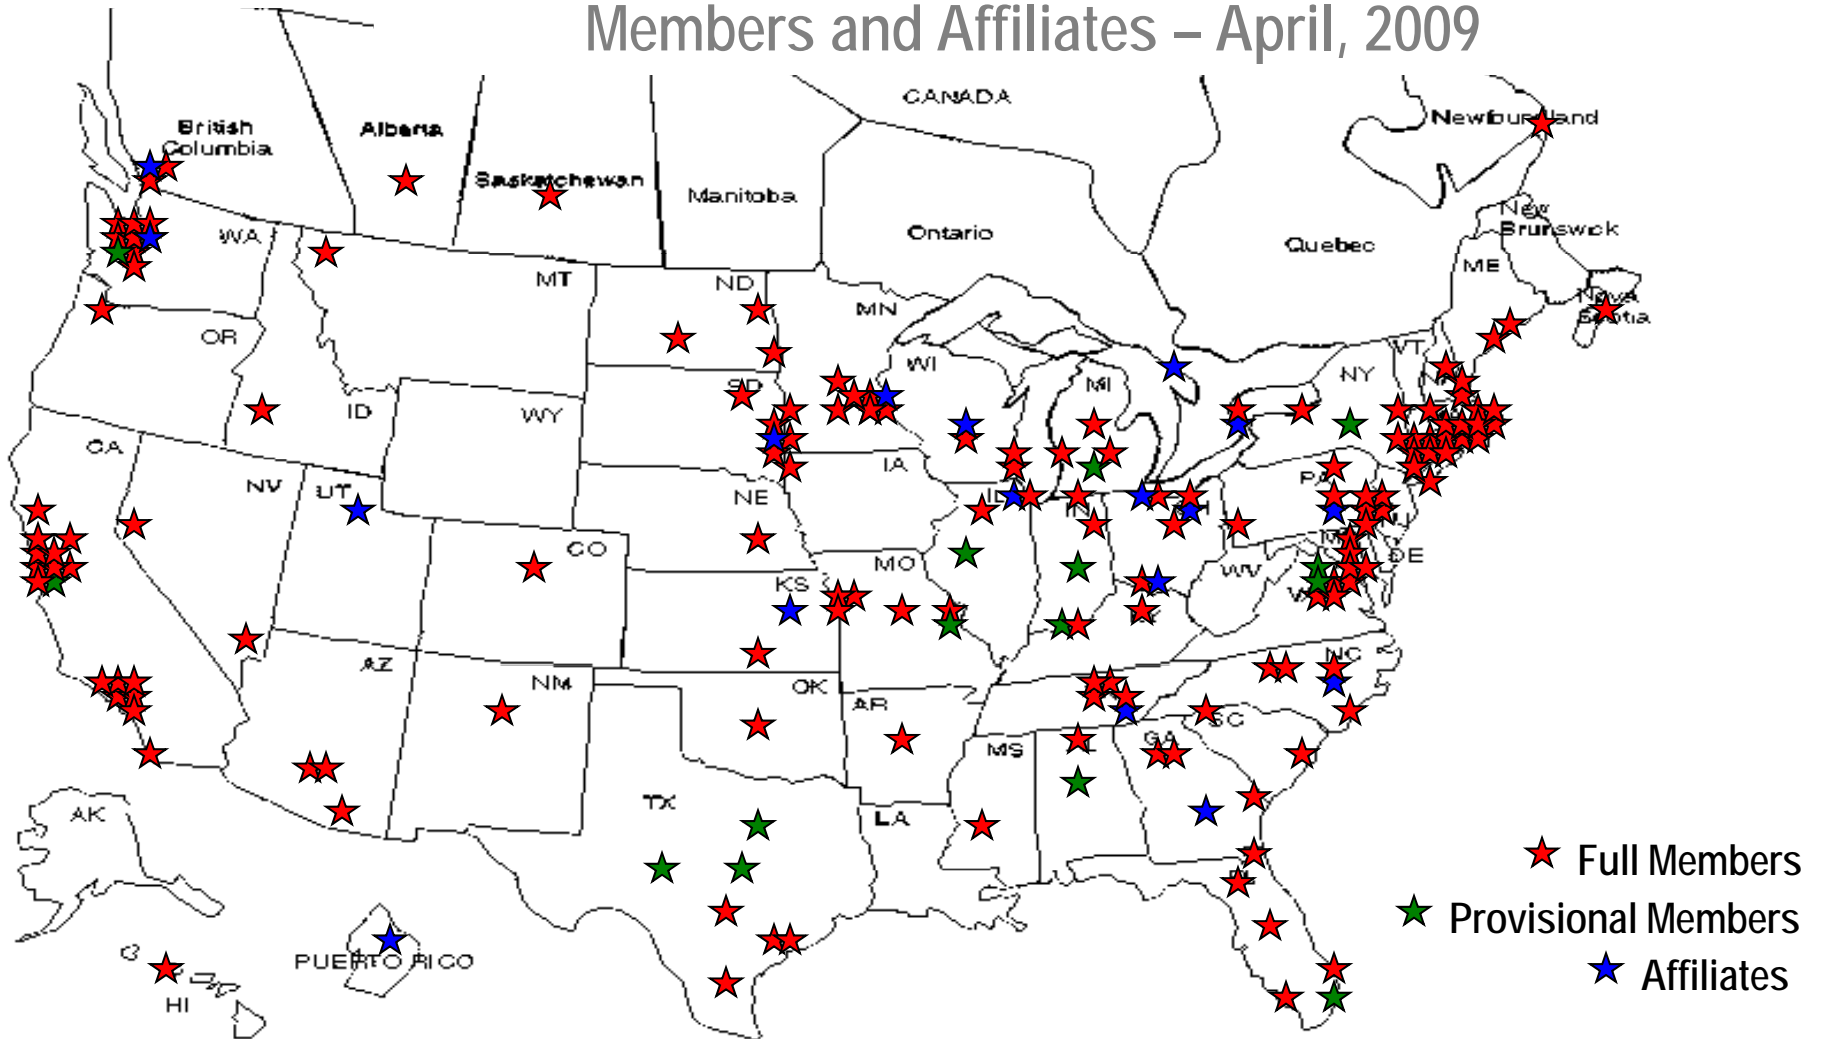 Members and Affiliates – April, 2009
CANADA
British
Columbia
Alberta
Saskatchewan
Manitoba
Ontario
Quebec
Newfoundland
New
Brunswick
Nova
Scotia
WA
MT
ND
MN
ME
OR
ID
WY
SD
WI
MI
NY
VT
CA
NV
UT
NE
IA
PA
CO
KS
MO
IL
IN
WV
DE
AZ
NM
OK
AR
NC
SC
MS
GA
TX
LA
AK
HI
PUERTO RICO
Full Members
Provisional Members
Affiliates